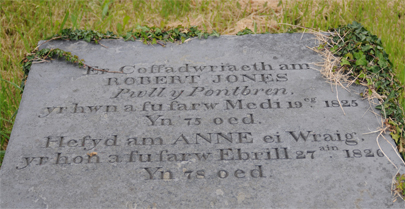 Er Coffadwriaeth am
ROBERT JONES
Pwll y Pontbren.
yr hwn a fu farw Medi 19eg 1825
Yn 75 oed.
Hefyd am ANNE ei Wraig.
yr hon a fu farw Ebrill 27ain 1826
Yn 78 oed.